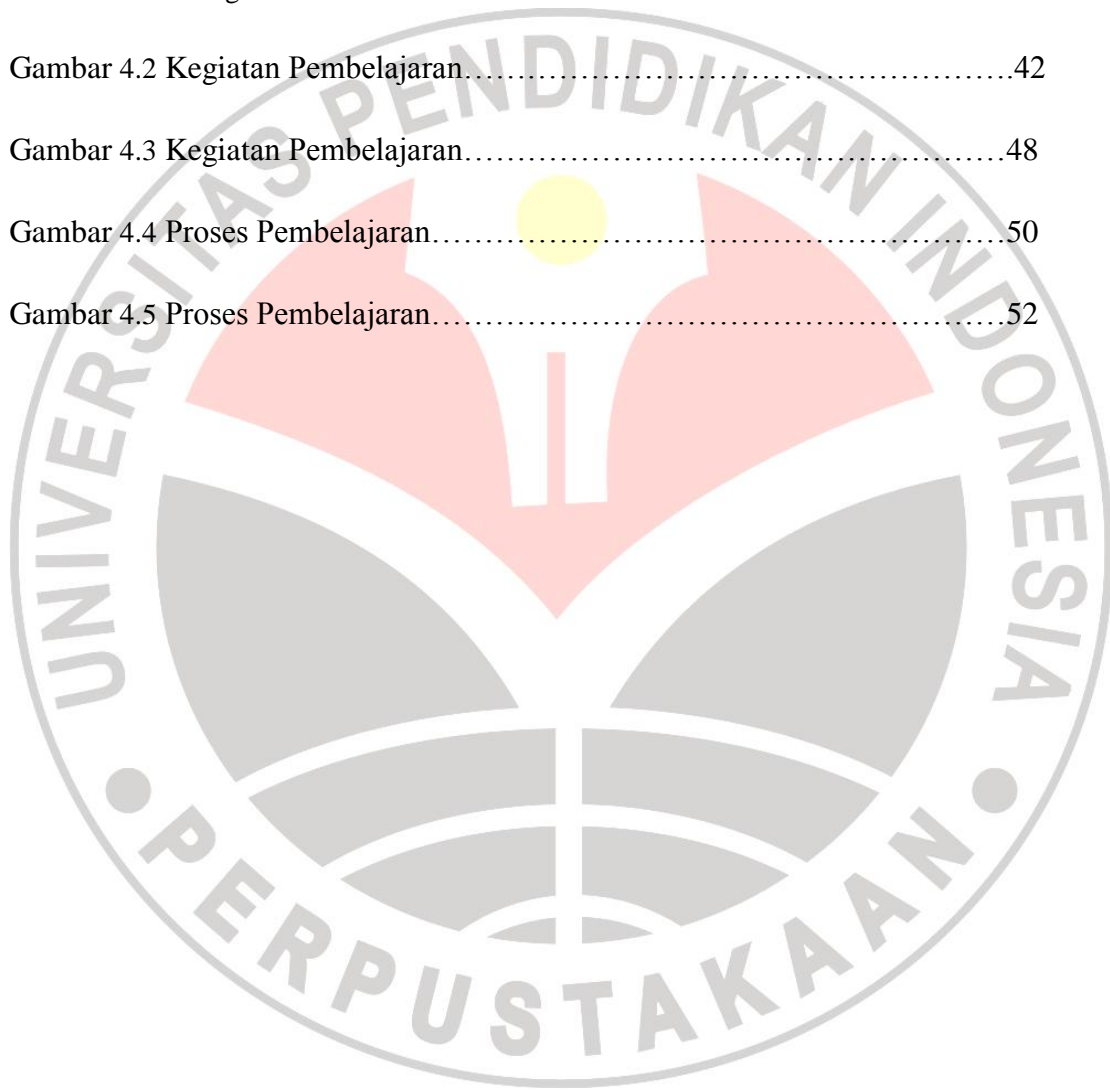 Gambar 4.2 Kegiatan Pembelajaran……………………………………………….42
Gambar 4.3 Kegiatan Pembelajaran………………………………………………48
Gambar 4.4 Proses Pembelajaran…………………………………………………50
Gambar 4.5 Proses Pembelajaran…………………………………………………52
UNIVERSITAS PENDIDIKAN INDONESIA
PERPUSTAKAAN